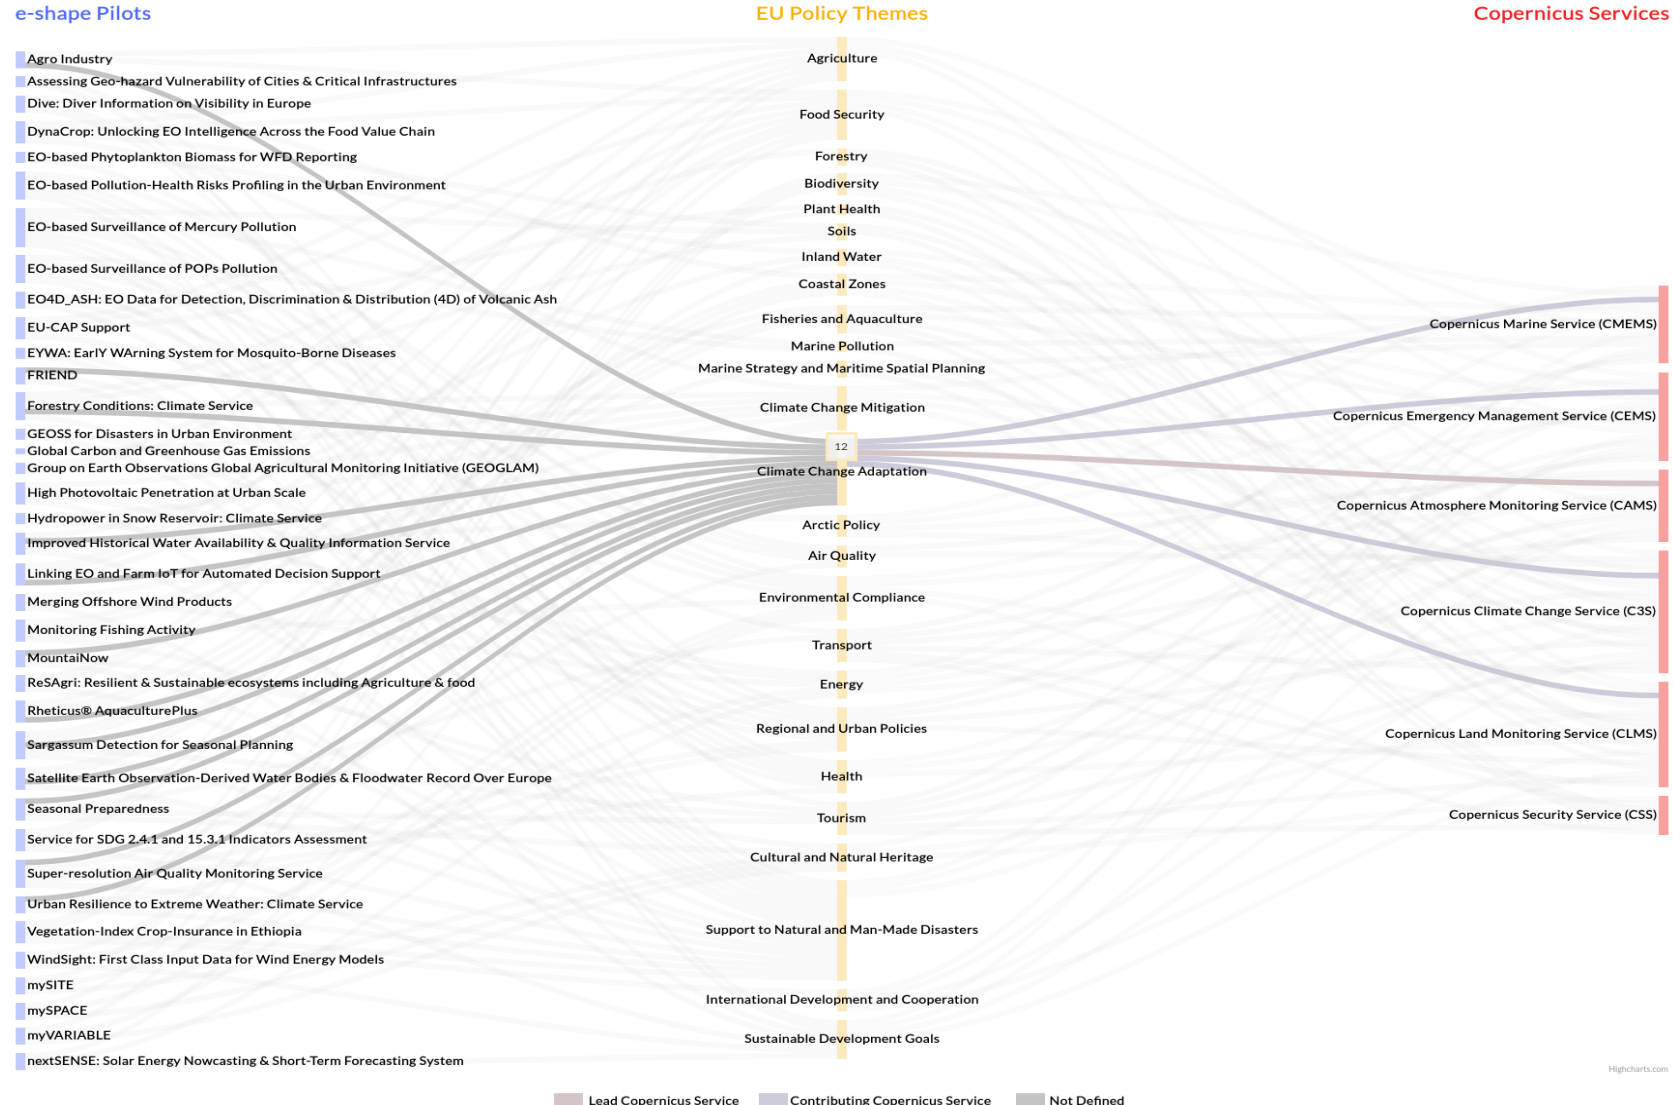 e-shape Pilots
EU Policy Themes
Copernicus Services
Agro Industry
Assessing Geo-hazard Vulnerability of Cities & Critical Infrastructures
Dive: Diver Information on Visibility in Europe
DynaCrop: Unlocking EO Intelligence Across the Food Value Chain
EO-based Phytoplankton Biomass for WFD Reporting
EO-based Pollution-Health Risks Profiling in the Urban Environment
EO-based Surveillance of Mercury Pollution
EO-based Surveillance of POPs Pollution
EO4D_ASH: EO Data for Detection, Discrimination & Distribution (4D) of Volcanic Ash
EU-CAP Support
EYWA: EarlY WArning System for Mosquito-Borne Diseases
FRIEND
Forestry Conditions: Climate Service
GEOSS for Disasters in Urban Environment
Global Carbon and Greenhouse Gas Emissions
Group on Earth Observations Global Agricultural Monitoring Initiative (GEOGLAM)
High Photovoltaic Penetration at Urban Scale
Hydropower in Snow Reservoir: Climate Service
Improved Historical Water Availability & Quality Information Service
Linking EO and Farm IoT for Automated Decision Support
Merging Offshore Wind Products
Monitoring Fishing Activity
MountaiNow
ReSAgri: Resilient & Sustainable ecosystems including Agriculture & food
Rheticus® AquaculturePlus
Sargassum Detection for Seasonal Planning
Satellite Earth Observation-Derived Water Bodies & Floodwater Record Over Europe
Seasonal Preparedness
Service for SDG 2.4.1 and 15.3.1 Indicators Assessment
Super-resolution Air Quality Monitoring Service
Urban Resilience to Extreme Weather: Climate Service
Vegetation-Index Crop-Insurance in Ethiopia
WindSight: First Class Input Data for Wind Energy Models
mySITE
mySPACE
myVARIABLE
nextSENSE: Solar Energy Nowcasting & Short-Term Forecasting System
Agriculture
Food Security
Forestry
Biodiversity
Plant Health
Soils
Inland Water
Coastal Zones
Fisheries and Aquaculture
Marine Pollution
Marine Strategy and Maritime Spatial Planning
Climate Change Mitigation
12
Climate Change Adaptation
Arctic Policy
Air Quality
Environmental Compliance
Transport
Energy
Regional and Urban Policies
Health
Tourism
Cultural and Natural Heritage
Support to Natural and Man-Made Disasters
International Development and Cooperation
Sustainable Development Goals
Copernicus Marine Service (CMEMS)
Copernicus Emergency Management Service (CEMS)
Copernicus Atmosphere Monitoring Service (CAMS)
Copernicus Climate Change Service (C3S)
Copernicus Land Monitoring Service (CLMS)
Copernicus Security Service (CSS)
Highcharts.com
Lead Copernicus Service
Contributing Copernicus Service
Not Defined